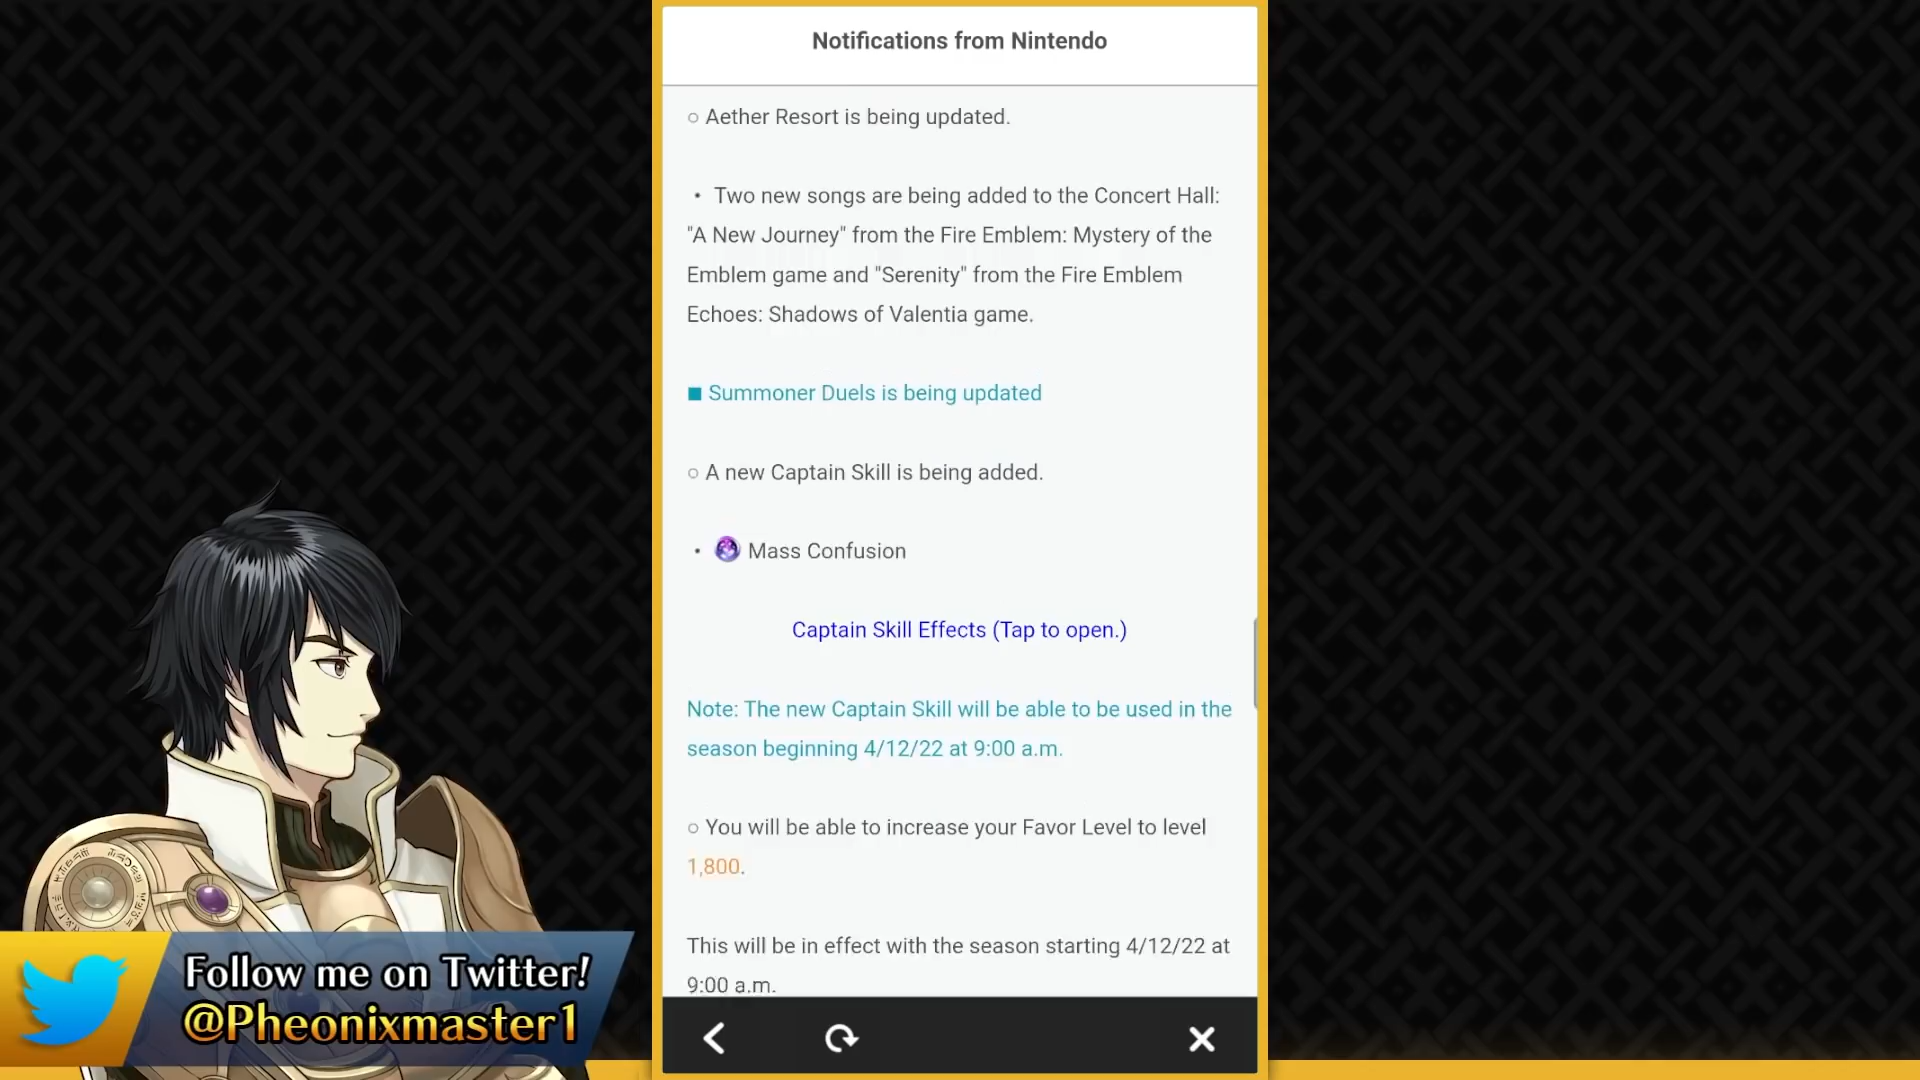 Notifications from Nintendo
○ Aether Resort is being updated.
・ Two new songs are being added to the Concert Hall:
"A New Journey" from the Fire Emblem: Mystery of the
Emblem game and "Serenity" from the Fire Emblem
Echoes: Shadows of Valentia game.
■ Summoner Duels is being updated
○ A new Captain Skill is being added.
・ Mass Confusion
Captain Skill Effects (Tap to open.)
Note: The new Captain Skill will be able to be used in the
season beginning 4/12/22 at 9:00 a.m.
○ You will be able to increase your Favor Level to level
1,800.
This will be in effect with the season starting 4/12/22 at
9:00 a.m.
Follow me on Twitter!
@Pheonixmaster1